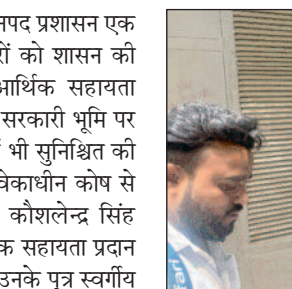 नपद प्रशासन एक
रों को शासन की
आर्थिक सहायता
सरकारी भूमि पर
भी सुनिश्चित की
वेकाधीन कोष से
कौशलेन्द्र सिंह
क सहायता प्रदान
उनके पुत्र स्वर्गीय